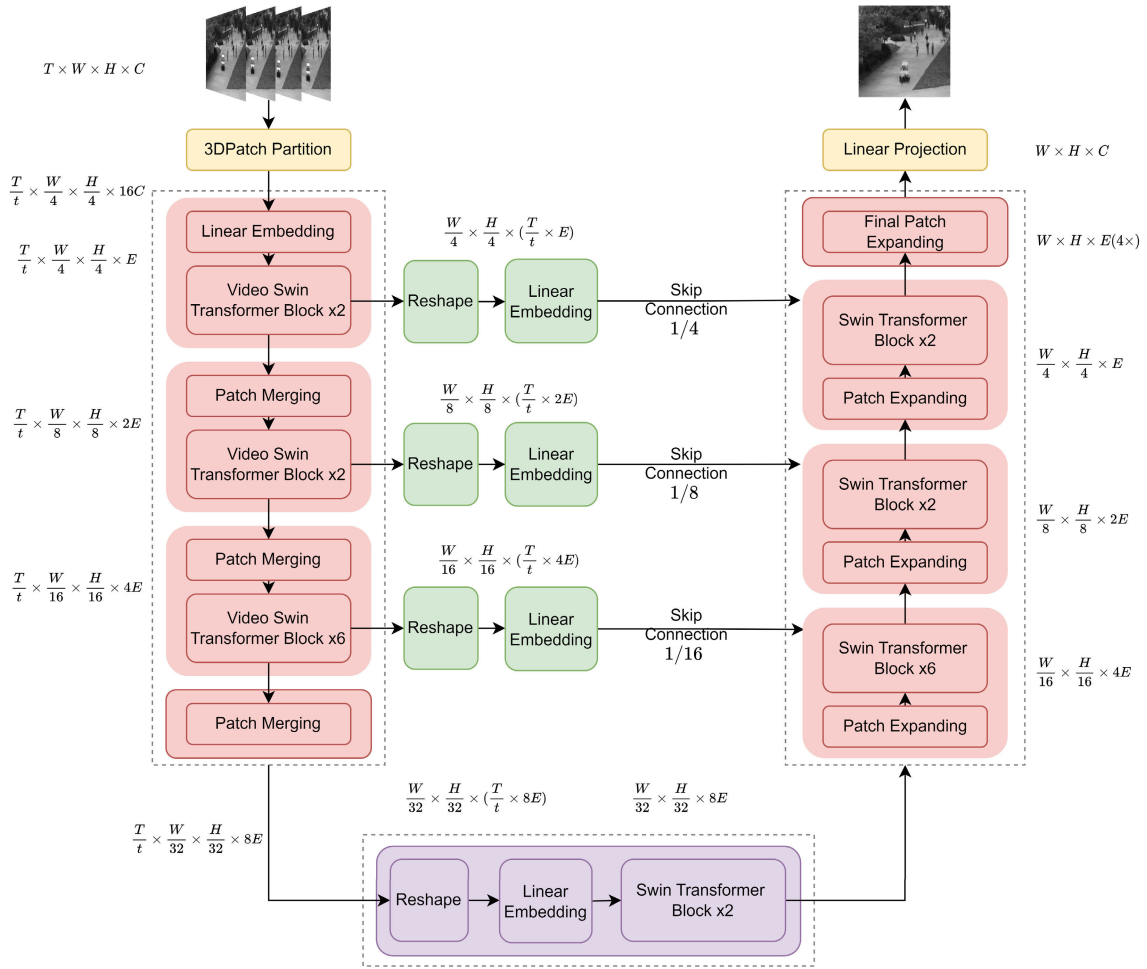 T × W × H × C
3DPatch Partition
T/t × W/4 × H/4 × 16C
Linear Embedding
T/t × W/4 × H/4 × E
Video Swin
Transformer Block x2
Patch Merging
T/t × W/8 × H/8 × 2E
Video Swin
Transformer Block x2
Patch Merging
T/t × W/16 × H/16 × 4E
Video Swin
Transformer Block x6
Patch Merging
T/t × W/32 × H/32 × 8E
W/4 × H/4 × (T/t × E)
Reshape
Linear
Embedding
Skip
Connection
1/4
W/8 × H/8 × (T/t × 2E)
Reshape
Linear
Embedding
Skip
Connection
1/8
W/16 × H/16 × (T/t × 4E)
Reshape
Linear
Embedding
Skip
Connection
1/16
W/32 × H/32 × (T/t × 8E)
W/32 × H/32 × 8E
Reshape
Linear
Embedding
Swin Transformer
Block x2
Linear Projection
W × H × C
Final Patch
Expanding
W × H × E(4×)
Swin Transformer
Block x2
W/4 × H/4 × E
Patch Expanding
Swin Transformer
Block x2
W/8 × H/8 × 2E
Patch Expanding
Swin Transformer
Block x6
W/16 × H/16 × 4E
Patch Expanding